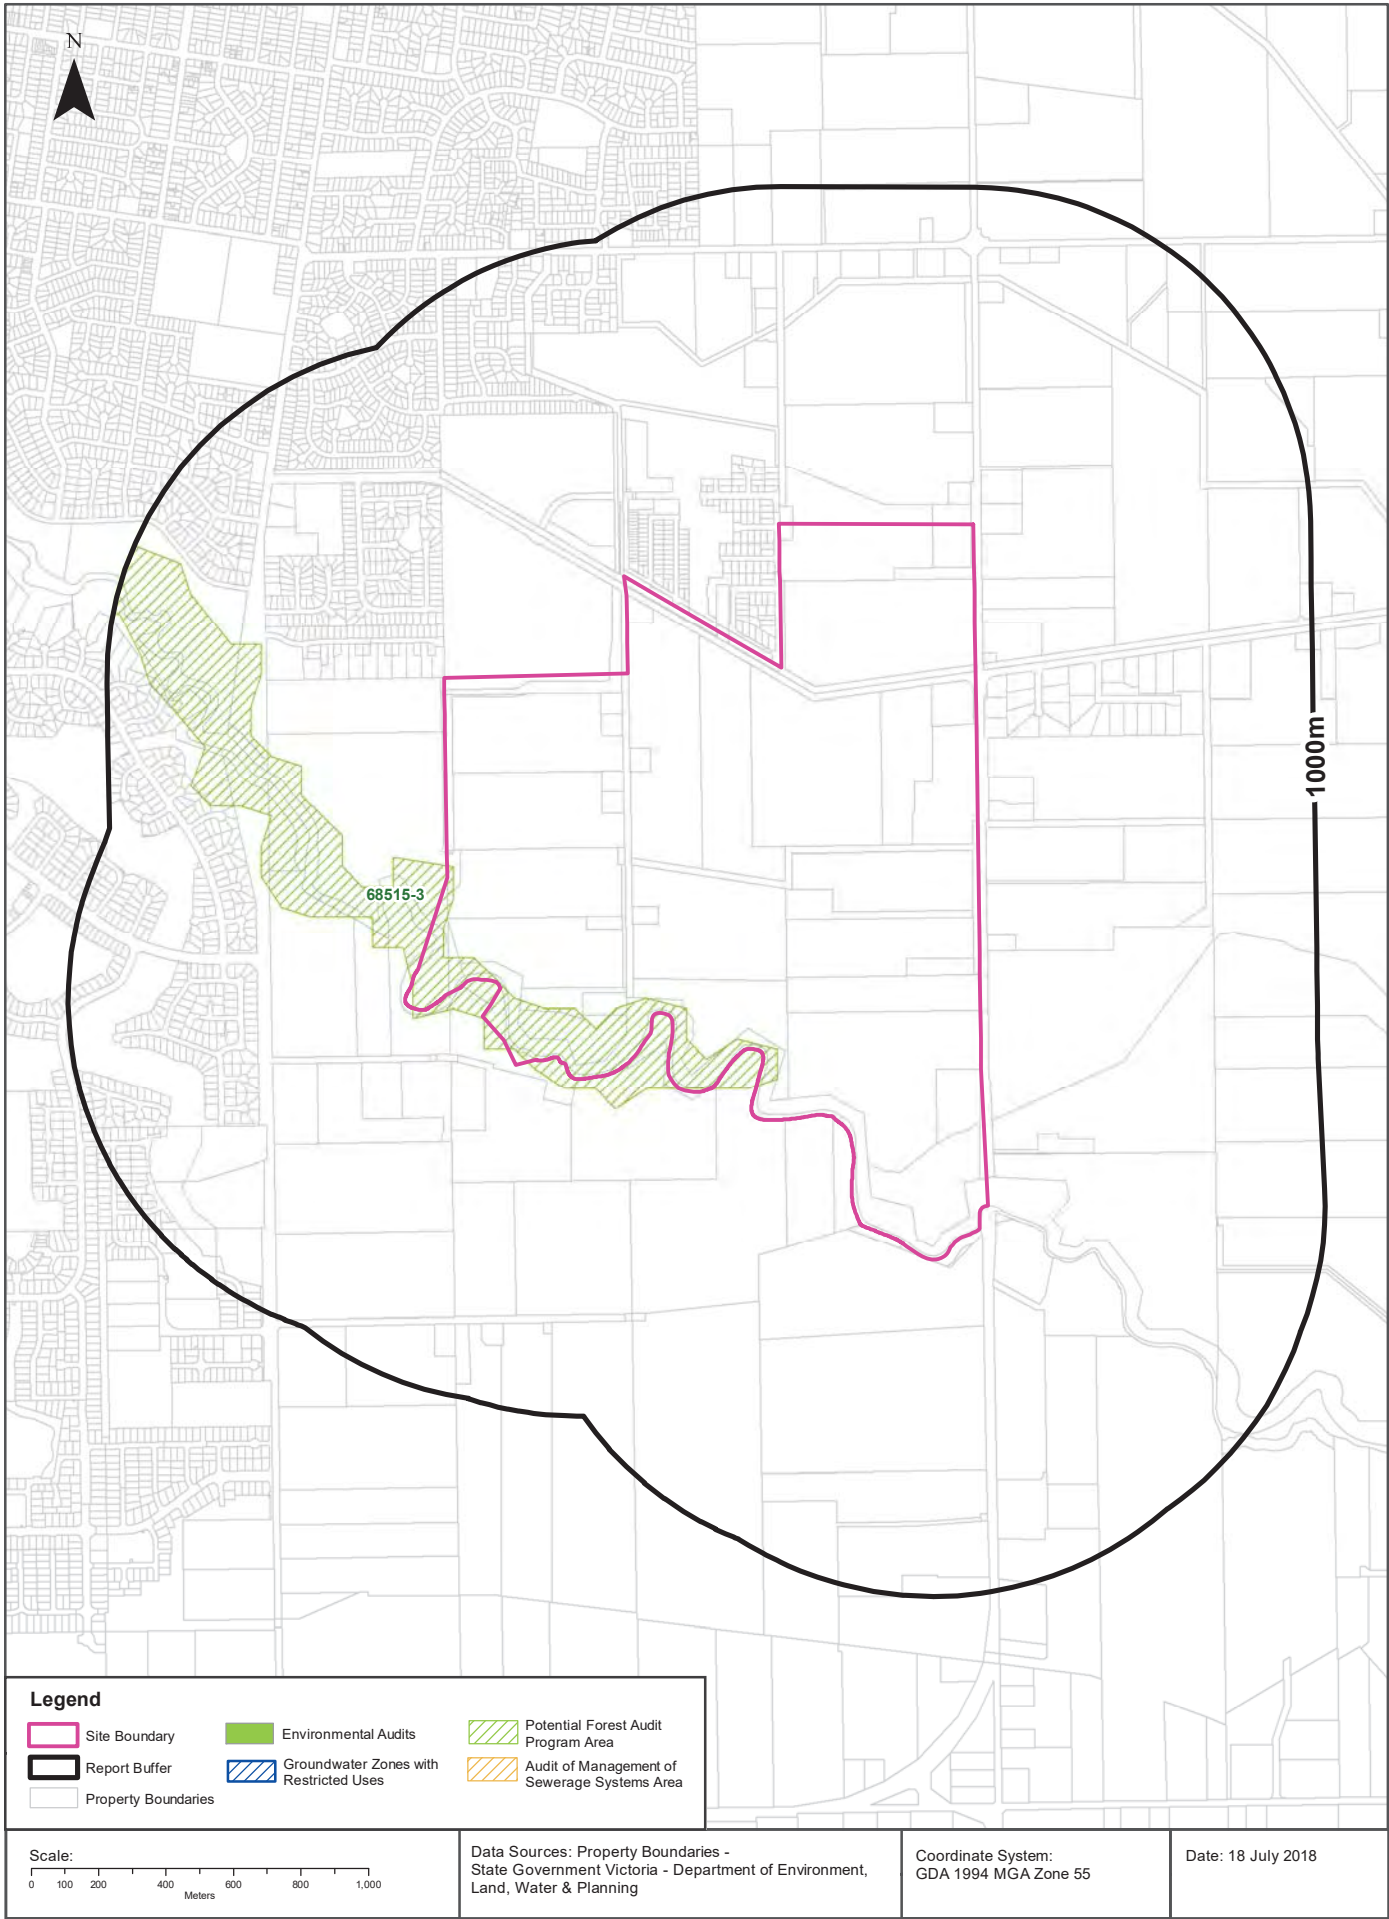 N
1000m
68515-3
Legend
Site Boundary
Report Buffer
Property Boundaries
Environmental Audits
Groundwater Zones with
Restricted Uses
Potential Forest Audit
Program Area
Audit of Management of
Sewerage Systems Area
Scale:
0 100 200 400 600 800 1,000
Meters
Data Sources: Property Boundaries -
State Government Victoria - Department of Environment,
Land, Water & Planning
Coordinate System:
GDA 1994 MGA Zone 55
Date: 18 July 2018